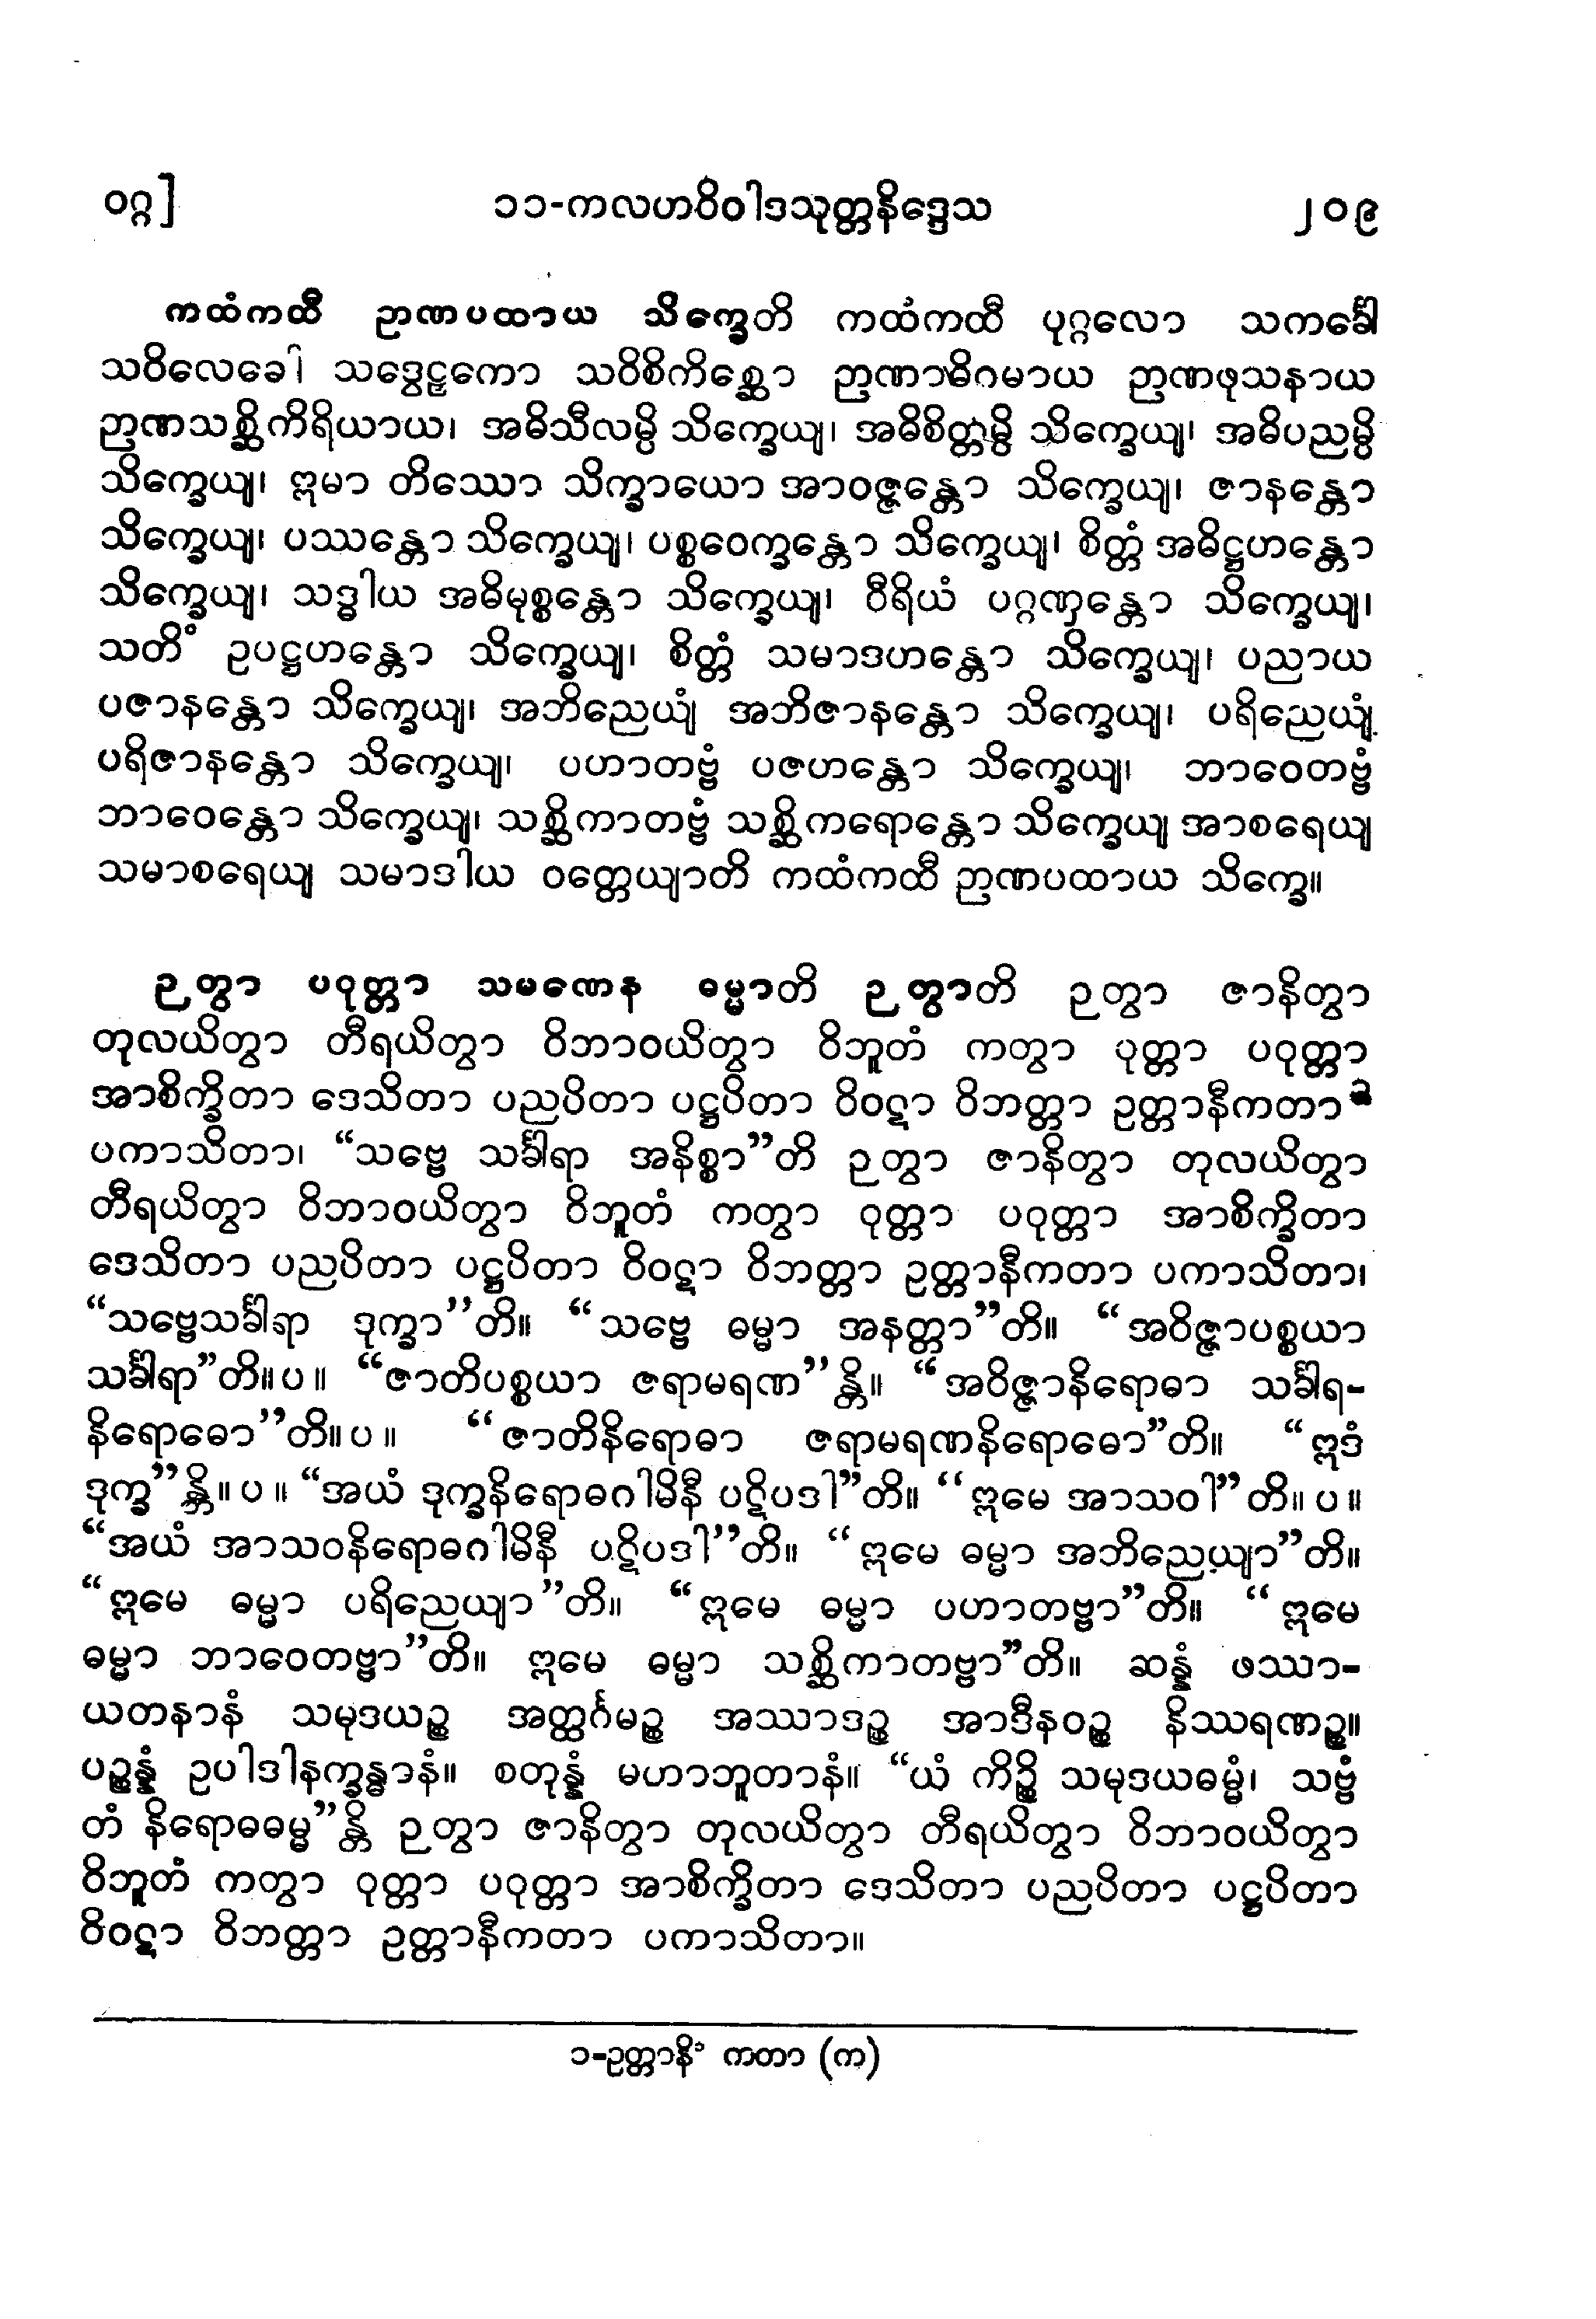 ဝဂ္ဂ] ၁၁-ကလဟဝိဝါဒသုတ္တနိဒ္ဒေသ ၂၀၉
ကထံကထီ ဉာဏပထာယ သိက္ခေတိ ကထံကထီ ပုဂ္ဂလော သကင်္ခေါ
သဝိလေခေါ သဒွေဠှကော သဝိစိကိစ္ဆော ဉာဏာဓိဂမာယ ဉာဏဖုသနာယ
ဉာဏသစ္ဆိကိရိယာယ၊ အဓိသီလမ္ပိ သိက္ခေယျ၊ အဓိစိတ္တမ္ပိ သိက္ခေယျ၊ အဓိပညမ္ပိ
သိက္ခေယျ၊ ဣမာ တိဿော သိက္ခာယော အာဝဇ္ဇန္တော သိက္ခေယျ၊ ဇာနန္တော
သိက္ခေယျ၊ ပဿန္တော သိက္ခေယျ၊ ပစ္စဝေက္ခန္တော သိက္ခေယျ၊ စိတ္တံ အဓိဋ္ဌဟန္တော
သိက္ခေယျ၊ သဒ္ဓါယ အဓိမုစ္စန္တော သိက္ခေယျ၊ ဝီရိယံ ပဂ္ဂဏှန္တော သိက္ခေယျ၊
သတိံ ဥပဋ္ဌဟန္တော သိက္ခေယျ၊ စိတ္တံ သမာဒဟန္တော သိက္ခေယျ၊ ပညာယ
ပဇာနန္တော သိက္ခေယျ၊ အဘိညေယျံ အဘိဇာနန္တော သိက္ခေယျ၊ ပရိညေယျံ
ပရိဇာနန္တော သိက္ခေယျ၊ ပဟာတဗ္ဗံ ပဇဟန္တော သိက္ခေယျ၊ ဘာဝေတဗ္ဗံ
ဘာဝေန္တော သိက္ခေယျ၊ သစ္ဆိကာတဗ္ဗံ သစ္ဆိကရောန္တော သိက္ခေယျ အာစရေယျ
သမာစရေယျ သမာဒါယ ဝတ္တေယျာတိ ကထံကထီ ဉာဏပထာယ သိက္ခေ။
ဉတွာ ပဝုတ္တာ သမဏေန ဓမ္မာတိ ဉတွာတိ ဉတွာ ဇာနိတွာ
တုလယိတွာ တီရယိတွာ ဝိဘာဝယိတွာ ဝိဘူတံ ကတွာ ဝုတ္တာ ပဝုတ္တာ
အာစိက္ခိတာ ဒေသိတာ ပညပိတာ ပဋ္ဌပိတာ ဝိဝဋာ ဝိဘတ္တာ ဥတ္တာနီကတာ
ပကာသိတာ၊ “သဗ္ဗေ သင်္ခါရာ အနိစ္စာ”တိ ဉတွာ ဇာနိတွာ တုလယိတွာ
တီရယိတွာ ဝိဘာဝယိတွာ ဝိဘူတံ ကတွာ ဝုတ္တာ ပဝုတ္တာ အာစိက္ခိတာ
ဒေသိတာ ပညပိတာ ပဋ္ဌပိတာ ဝိဝဋာ ဝိဘတ္တာ ဥတ္တာနီကတာ ပကာသိတာ၊
“သဗ္ဗေသင်္ခါရာ ဒုက္ခာ”တိ။ “သဗ္ဗေ ဓမ္မာ အနတ္တာ”တိ။ “အဝိဇ္ဇာပစ္စယာ
သင်္ခါရာ”တိ။ပ။ “ဇာတိပစ္စယာ ဇရာမရဏ”န္တိ။ “အဝိဇ္ဇာနိရောဓာ သင်္ခါရ-
နိရောဓော”တိ။ပ။ “ဇာတိနိရောဓာ ဇရာမရဏနိရောဓော”တိ။ “ဣဒံ
ဒုက္ခ”န္တိ။ပ။ “အယံ ဒုက္ခနိရောဓဂါမိနီ ပဋိပဒါ”တိ။ “ဣမေ အာသဝါ”တိ။ပ။
“အယံ အာသဝနိရောဓဂါမိနီ ပဋိပဒါ”တိ။ “ဣမေ ဓမ္မာ အဘိညေယျာ”တိ။
“ဣမေ ဓမ္မာ ပရိညေယျာ”တိ။ “ဣမေ ဓမ္မာ ပဟာတဗ္ဗာ”တိ။ “ဣမေ
ဓမ္မာ ဘာဝေတဗ္ဗာ”တိ။ ဣမေ ဓမ္မာ သစ္ဆိကာတဗ္ဗာ”တိ။ ဆန္နံ ဖဿာ-
ယတနာနံ သမုဒယဉ္စ အတ္ထင်္ဂမဉ္စ အဿာဒဉ္စ အာဒီနဝဉ္စ နိဿရဏဉ္စ။
ပဉ္စန္နံ ဥပါဒါနက္ခန္ဓာနံ။ စတုန္နံ မဟာဘူတာနံ။ “ယံ ကိဉ္စိ သမုဒယဓမ္မံ၊ သဗ္ဗံ
တံ နိရောဓဓမ္မ”န္တိ ဉတွာ ဇာနိတွာ တုလယိတွာ တီရယိတွာ ဝိဘာဝယိတွာ
ဝိဘူတံ ကတွာ ဝုတ္တာ ပဝုတ္တာ အာစိက္ခိတာ ဒေသိတာ ပညပိတာ ပဋ္ဌပိတာ
ဝိဝဋာ ဝိဘတ္တာ ဥတ္တာနီကတာ ပကာသိတာ။
၁-ဥတ္တာနိံ ကတာ (က)